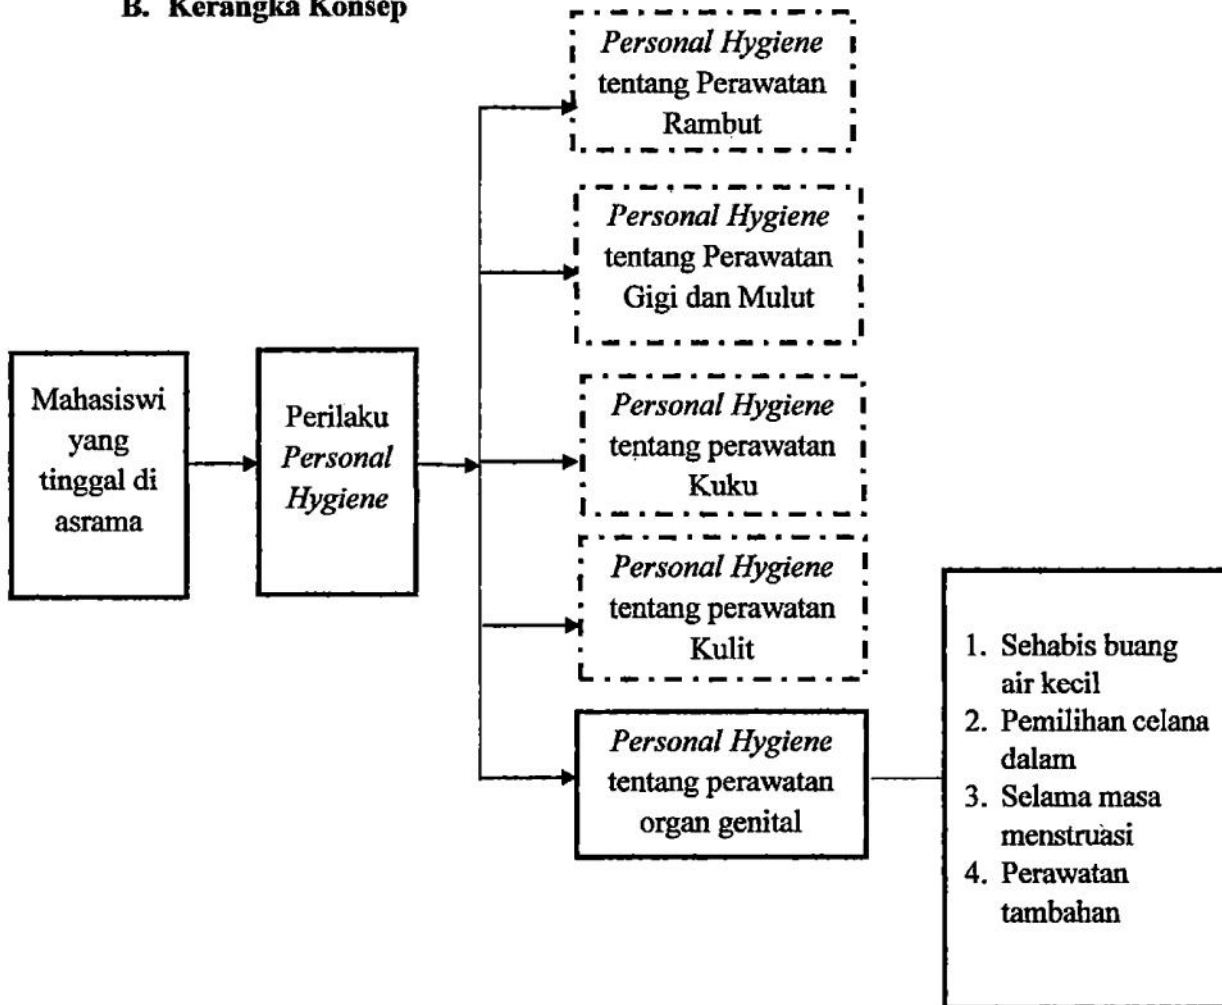 B. Kerangka Konsep
Personal Hygiene
tentang Perawatan
Rambut
Personal Hygiene
tentang Perawatan
Gigi dan Mulut
Mahasiswi
yang
tinggal di
asrama
Perilaku
Personal
Hygiene
Personal Hygiene
tentang perawatan
Kuku
Personal Hygiene
tentang perawatan
Kulit
Personal Hygiene
tentang perawatan
organ genital
1. Sehabis buang
air kecil
2. Pemilihan celana
dalam
3. Selama masa
menstruasi
4. Perawatan
tambahan